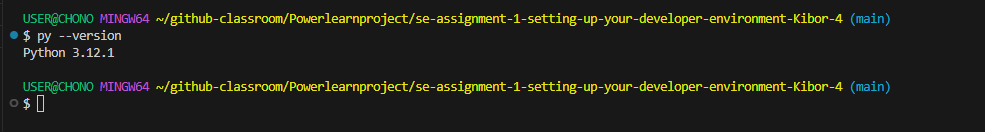 USER@CHONO MINGW64 ~/github-classroom/Powerlearnproject/se-assignment-1-setting-up-your-developer-environment-Kibor-4 (main)
$ py --version
Python 3.12.1
USER@CHONO MINGW64 ~/github-classroom/Powerlearnproject/se-assignment-1-setting-up-your-developer-environment-Kibor-4 (main)
$